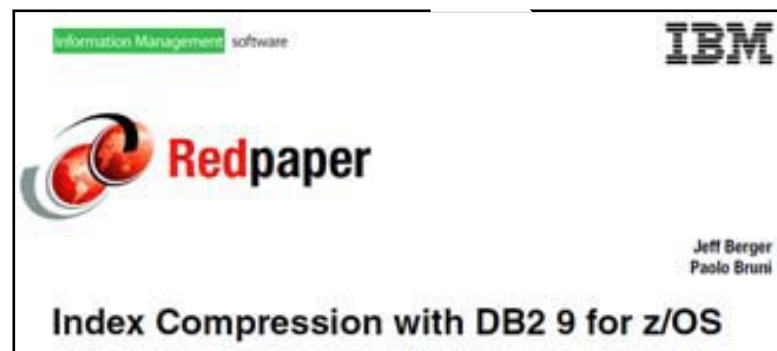 Information Management software
IBM
Redpaper
Jeff Berger
Paolo Bruni
Index Compression with DB2 9 for z/OS